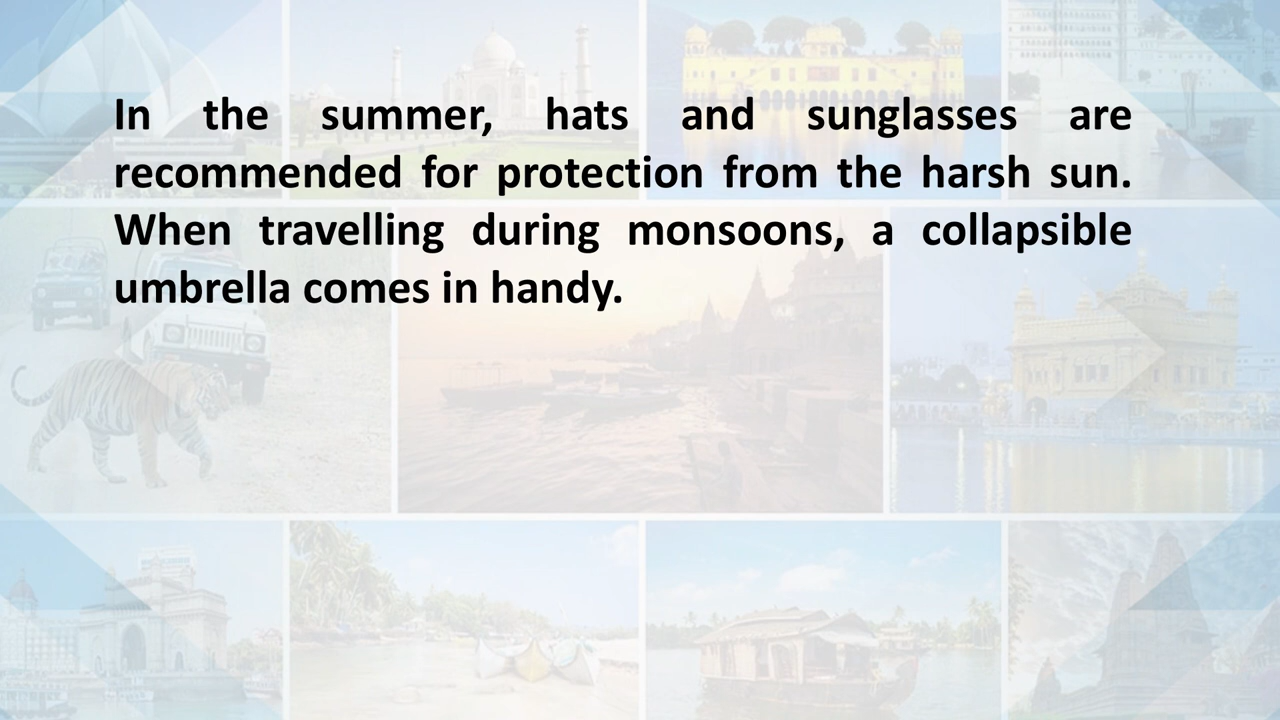 In the summer, hats and sunglasses are
recommended for protection from the harsh sun.
When travelling during monsoons, a collapsible
umbrella comes in handy.